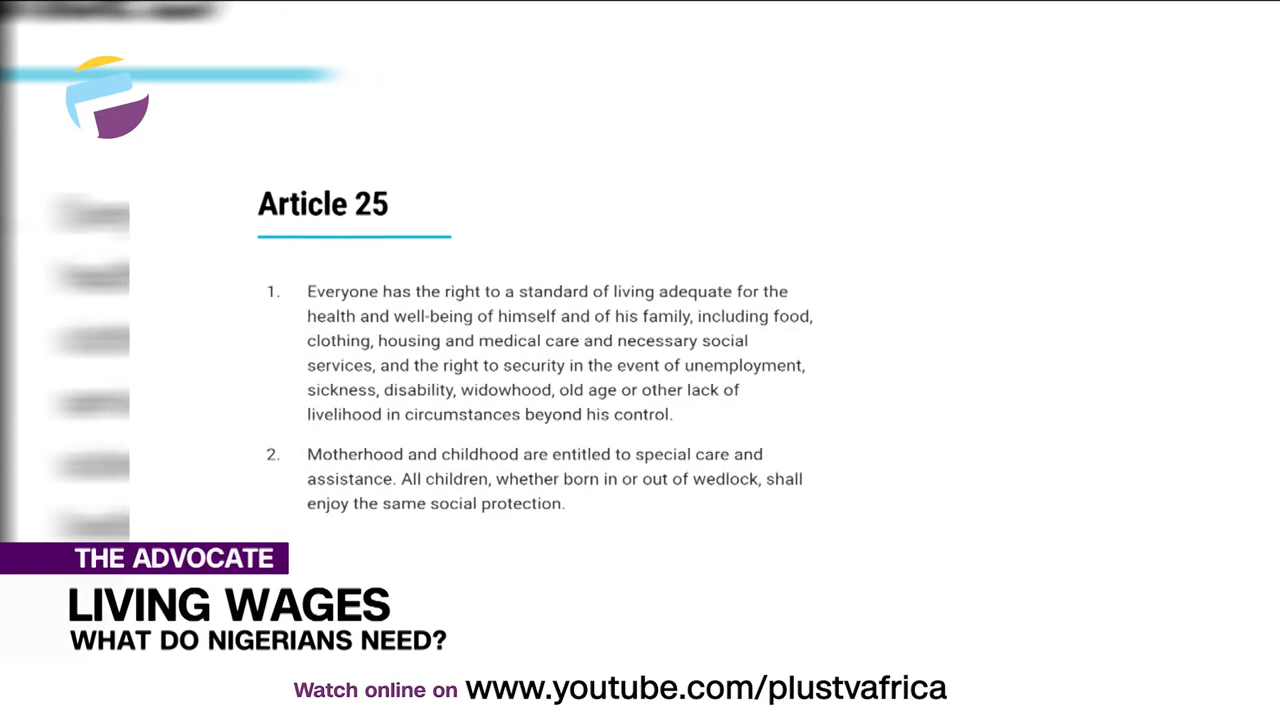 Article 25
1. Everyone has the right to a standard of living adequate for the
health and well-being of himself and of his family, including food,
clothing, housing and medical care and necessary social
services, and the right to security in the event of unemployment,
sickness, disability, widowhood, old age or other lack of
livelihood in circumstances beyond his control.
2. Motherhood and childhood are entitled to special care and
assistance. All children, whether born in or out of wedlock, shall
enjoy the same social protection.
THE ADVOCATE
LIVING WAGES
WHAT DO NIGERIANS NEED?
Watch online on www.youtube.com/plustvafrica